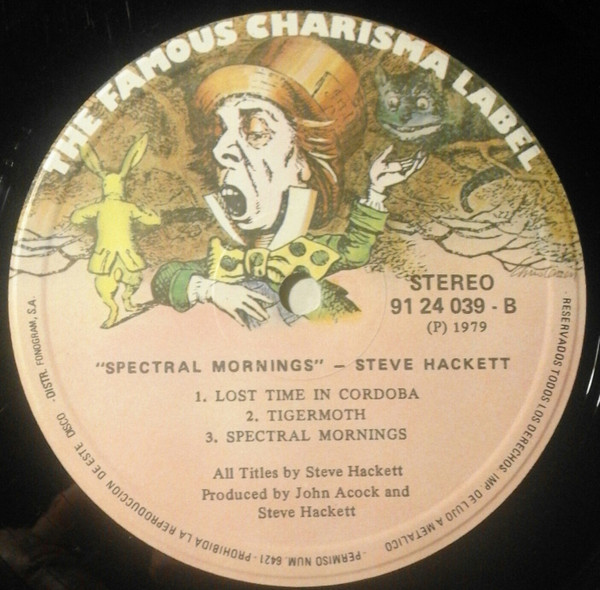 THE FAMOUS CHARISMA LABEL
STEREO
91 24 039 - B
(P) 1979
"SPECTRAL MORNINGS" – STEVE HACKETT
1. LOST TIME IN CORDOBA
2. TIGERMOTH
3. SPECTRAL MORNINGS
All Titles by Steve Hackett
Produced by John Acock and
Steve Hackett
· RESERVADOS TODOS LOS DERECHOS. IMP. DE LUJO A METALICO · PERMISO NUM. 6421 - PROHIBIDA LA REPRODUCCION DE ESTE DISCO - DISTR. FONOGRAM, S.A.